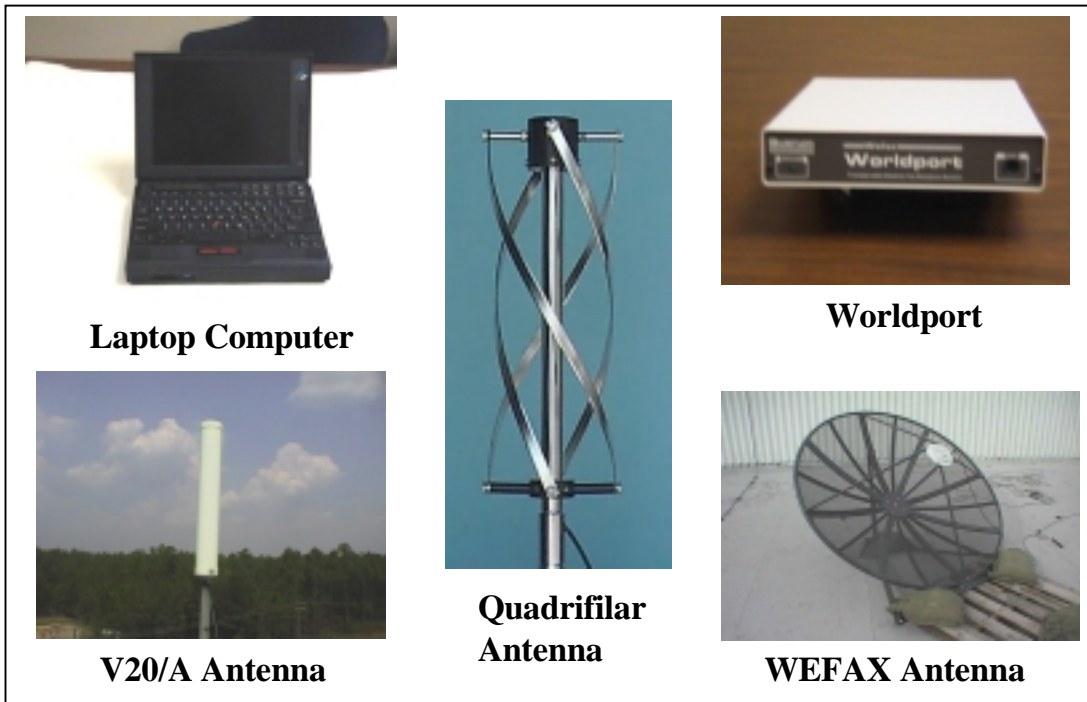 Laptop Computer
Worldport
Worldport
Quadrifilar
Antenna
V20/A Antenna
WEFAX Antenna